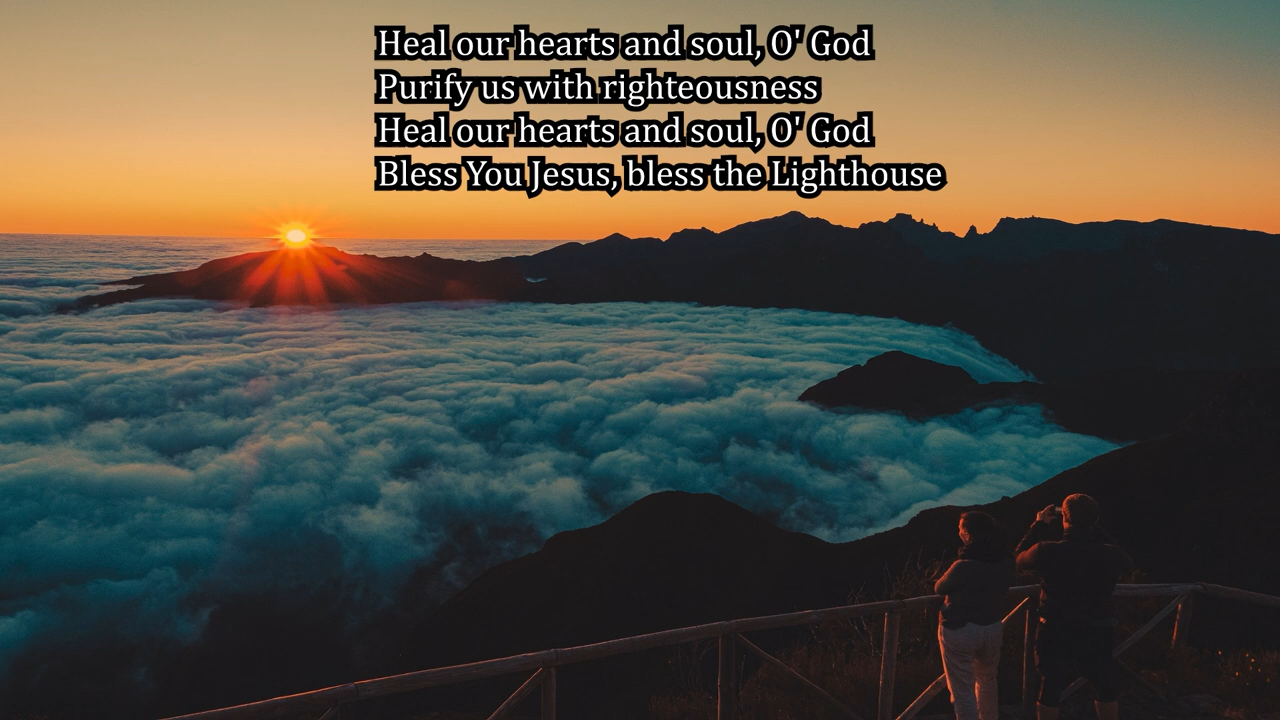 Heal our hearts and soul, O' God
Purify us with righteousness
Heal our hearts and soul, O' God
Bless You Jesus, bless the Lighthouse